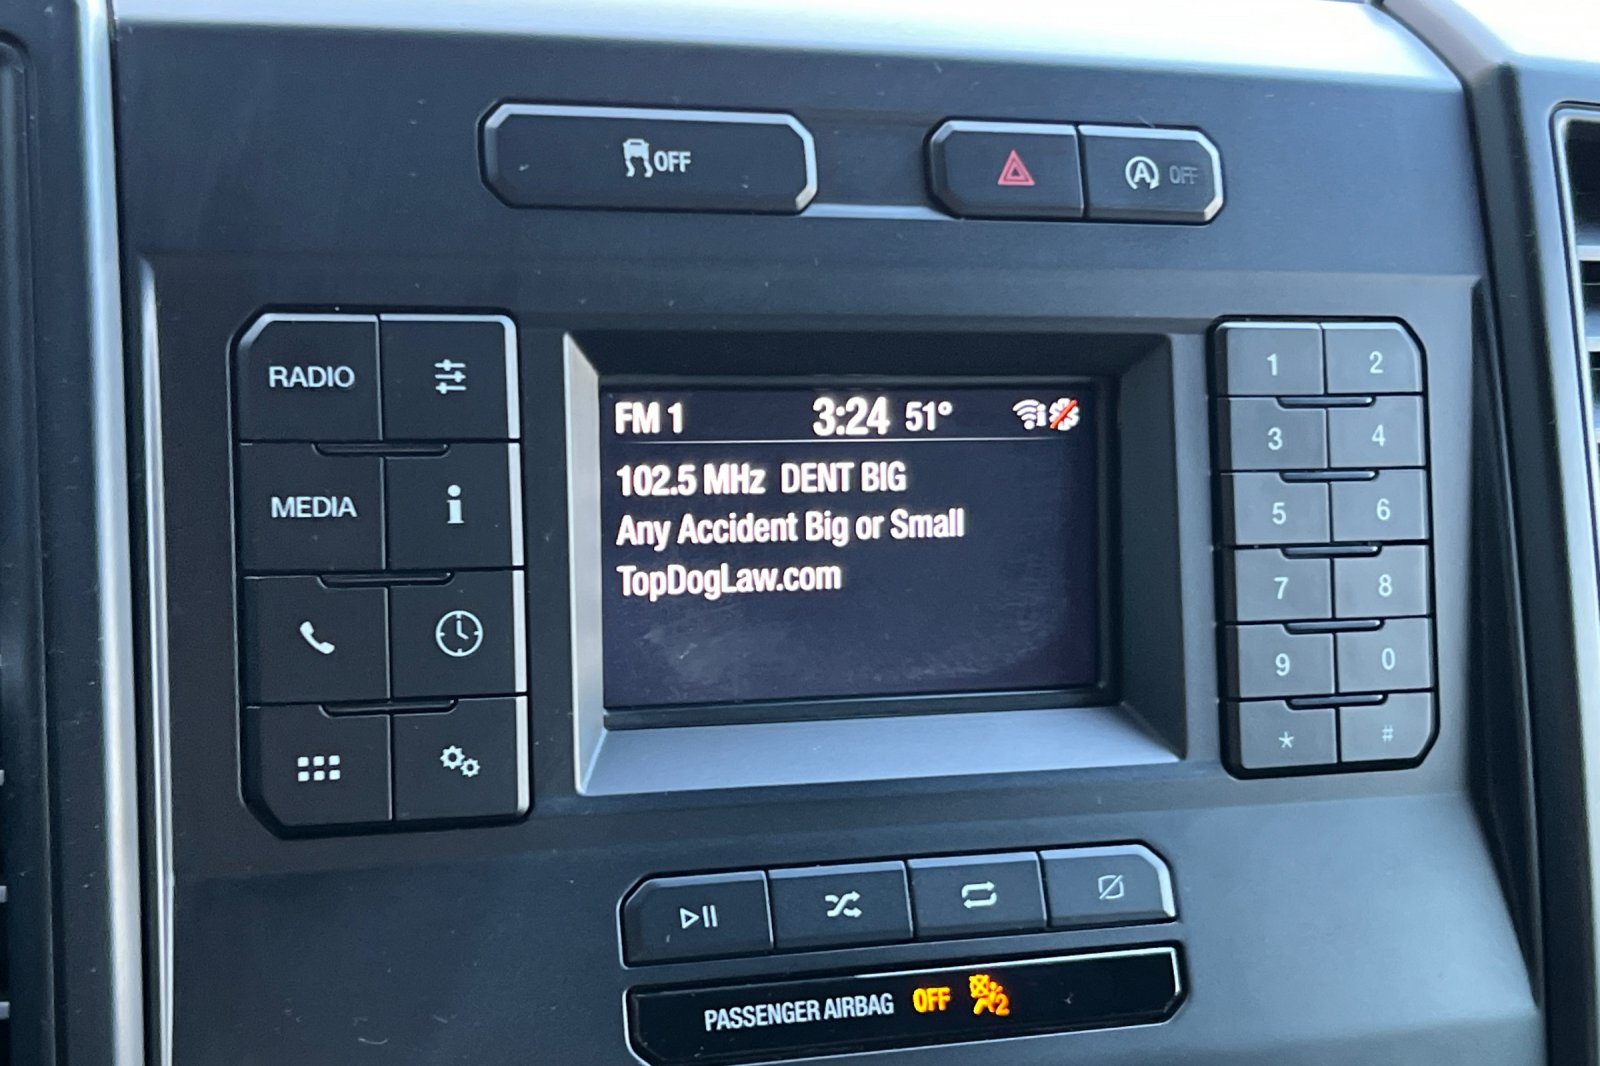 OFF
A OFF
RADIO
MEDIA
i
FM 1 3:24 51°
102.5 MHz DENT BIG
Any Accident Big or Small
TopDogLaw.com
1 2
3 4
5 6
7 8
9 0
* #
PASSENGER AIRBAG OFF 2